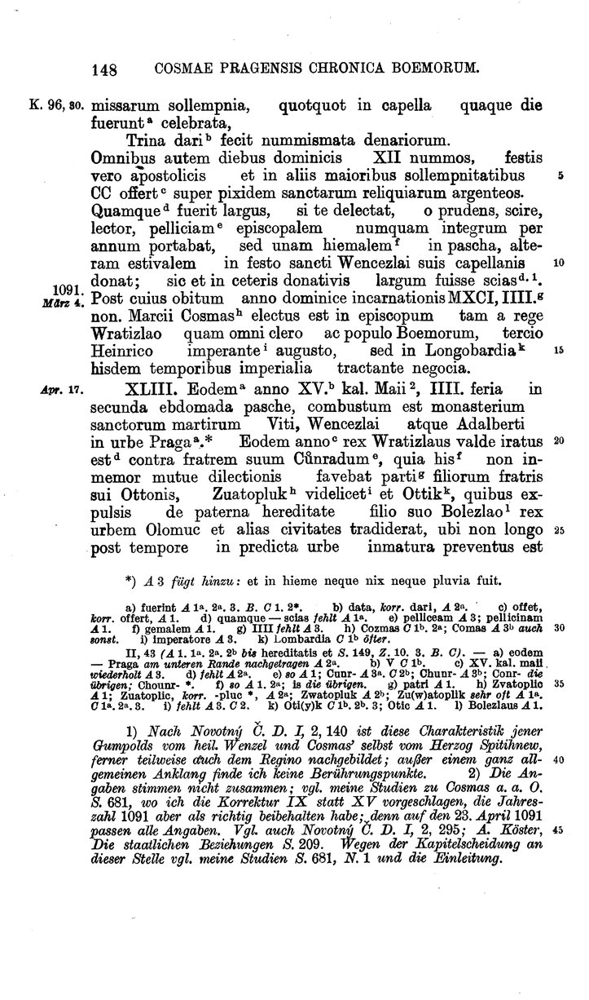 148 COSMAE PRAGENSIS CHRONICA BOEMORUM.
K. 96, 80. missarum sollempnia, quotquot in capella quaque die
fuerunt a celebrata,
Trina dari b fecit nummismata denariorum.
Omnibus autem diebus dominicis XII nummos, festis
vero apostolicis et in aliis maioribus sollempnitatibus 5
CC offert c super pixidem sanctarum reliquiarum argenteos.
Quamque d fuerit largus, si te delectat, o prudens, scire,
lector, pelliciam e episcopalem numquam integrum per
annum portabat, sed unam hiemalem f in pascha, alte-
ram estivalem in festo sancti Wencezlai suis capellanis 10
donat; sic et in ceteris donativis largum fuisse scias d. 1.
1091. März 4. Post cuius obitum anno dominice incarnationis MXCI, IIII. g
non. Marcii Cosmas h electus est in episcopum tam a rege
Wratizlao quam omni clero ac populo Boemorum, tercio
Heinrico imperante i augusto, sed in Longobardia k 15
hisdem temporibus imperialia tractante negocia.
Apr. 17. XLIII. Eodem a anno XV. b kal. Maii 2, IIII. feria in
secunda ebdomada pasche, combustum est monasterium
sanctorum martirum Viti, Wencezlai atque Adalberti
in urbe Praga a.* Eodem anno c rex Wratizlaus valde iratus 20
est d contra fratrem suum Cůnradum e, quia his f non in-
memor mutue dilectionis favebat parti g filiorum fratris
sui Ottonis, Zuatopluk h videlicet i et Ottik k, quibus ex-
pulsis de paterna hereditate filio suo Bolezlao l rex
urbem Olomuc et alias civitates tradiderat, ubi non longo 25
post tempore in predicta urbe inmatura preventus est
*) A 3 fügt hinzu: et in hieme neque nix neque pluvia fuit.
a) fuerint A 1a. 2a. 3. B. C 1. 2*. b) data, korr. dari, A 2a. c) offet,
korr. offert, A 1. d) quamque — scias fehlt A 1a. e) pelliceam A 3; pellicinam
A 1. f) gemalem A 1. g) IIII fehlt A 3. h) Cozmas C 1b. 2a; Comas A 3b auch 30
sonst. i) imperatore A 3. k) Lombardia C 1b öfter.
II, 43 (A 1. 1a. 2a. 2b bis hereditatis et S. 149, Z. 10. 3. B. C). — a) eodem
— Praga am unteren Rande nachgetragen A 2a. b) V C 1b. c) XV. kal. maii
wiederholt A 3. d) fehlt A 2a. e) so A 1; Cunr- A 3a. C 2b; Chunr- A 3b; Conr- die
übrigen; Chounr- *. f) so A 1. 2a; is die übrigen. g) patri A 1. h) Zvatoplic 35
A 1; Zuatoplic, korr. -pluc *, A 2a; Zwatopluk A 2b; Zu(w)atoplik sehr oft A 1a.
C 1a. 2a. 3. i) fehlt A 3. C 2. k) Oti(y)k C 1b. 2b. 3; Otic A 1. l) Bolezlaus A 1.
1) Nach Novotný Č. D. I, 2, 140 ist diese Charakteristik jener
Gumpolds vom heil. Wenzel und Cosmas' selbst vom Herzog Spitihnew,
ferner teilweise auch dem Regino nachgebildet; außer einem ganz all- 40
gemeinen Anklang finde ich keine Berührungspunkte. 2) Die An-
gaben stimmen nicht zusammen; vgl. meine Studien zu Cosmas a. a. O.
S. 681, wo ich die Korrektur IX statt XV vorgeschlagen, die Jahres-
zahl 1091 aber als richtig beibehalten habe; denn auf den 23. April 1091
passen alle Angaben. Vgl. auch Novotný Č. D. I, 2, 295; A. Köster, 45
Die staatlichen Beziehungen S. 209. Wegen der Kapitelscheidung an
dieser Stelle vgl. meine Studien S. 681, N. 1 und die Einleitung.